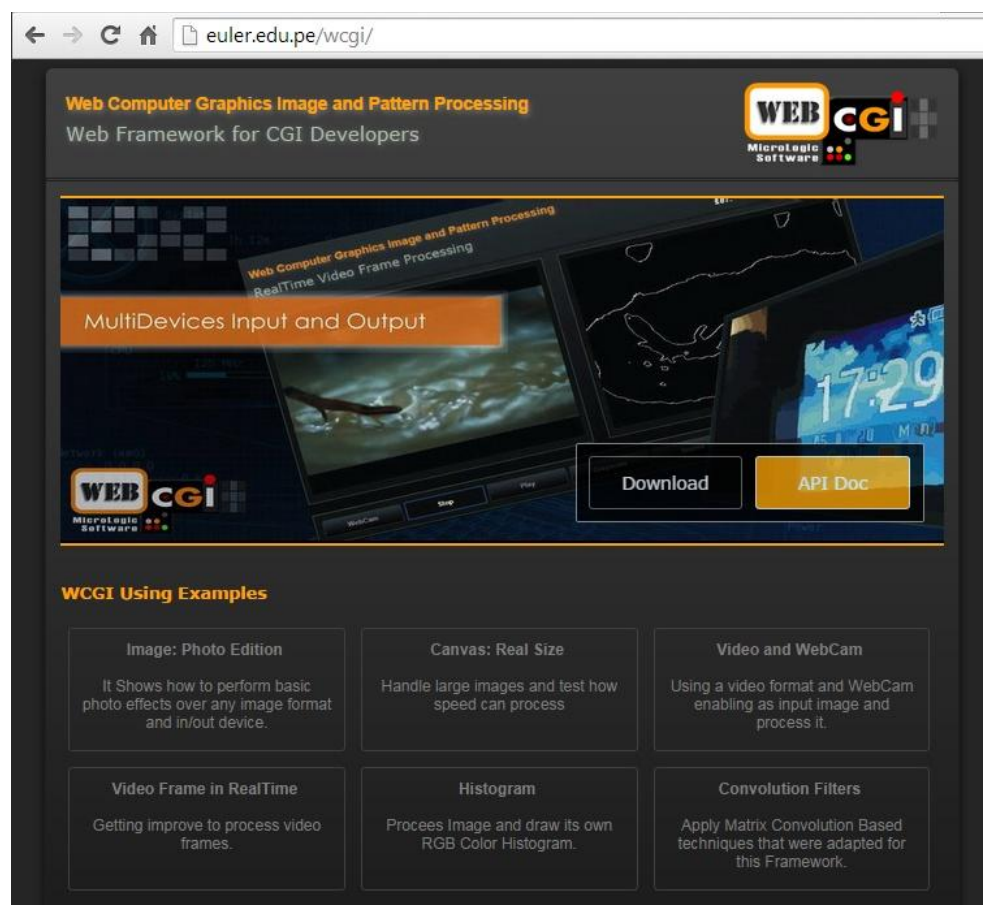 euler.edu.pe/wcgi/
Web Computer Graphics Image and Pattern Processing
Web Framework for CGI Developers
WEB CGI
MicroLogic
Software
Web Computer Graphics Image and Pattern Processing
RealTime Video Frame Processing
MultiDevices Input and Output
17:29
WEB CGI
MicroLogic
Software
WebCam
Stop
Play
Download
API Doc
WCGI Using Examples
Image: Photo Edition
It Shows how to perform basic
photo effects over any image format
and in/out device.
Canvas: Real Size
Handle large images and test how
speed can process
Video and WebCam
Using a video format and WebCam
enabling as input image and
process it.
Video Frame in RealTime
Getting improve to process video
frames.
Histogram
Procees Image and draw its own
RGB Color Histogram.
Convolution Filters
Apply Matrix Convolution Based
techniques that were adapted for
this Framework.